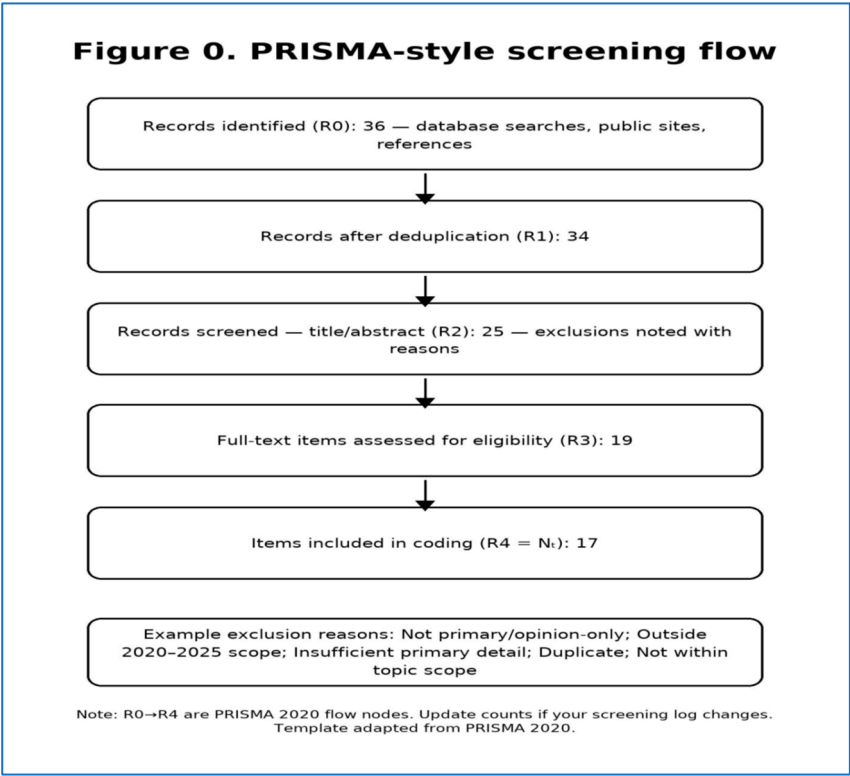 Figure 0. PRISMA-style screening flow
Records identified (R0): 36 — database searches, public sites,
references
Records after deduplication (R1): 34
Records screened — title/abstract (R2): 25 — exclusions noted with
reasons
Full-text items assessed for eligibility (R3): 19
Items included in coding (R4 = Nₜ): 17
Example exclusion reasons: Not primary/opinion-only; Outside
2020–2025 scope; Insufficient primary detail; Duplicate; Not within
topic scope
Note: R0→R4 are PRISMA 2020 flow nodes. Update counts if your screening log changes.
Template adapted from PRISMA 2020.